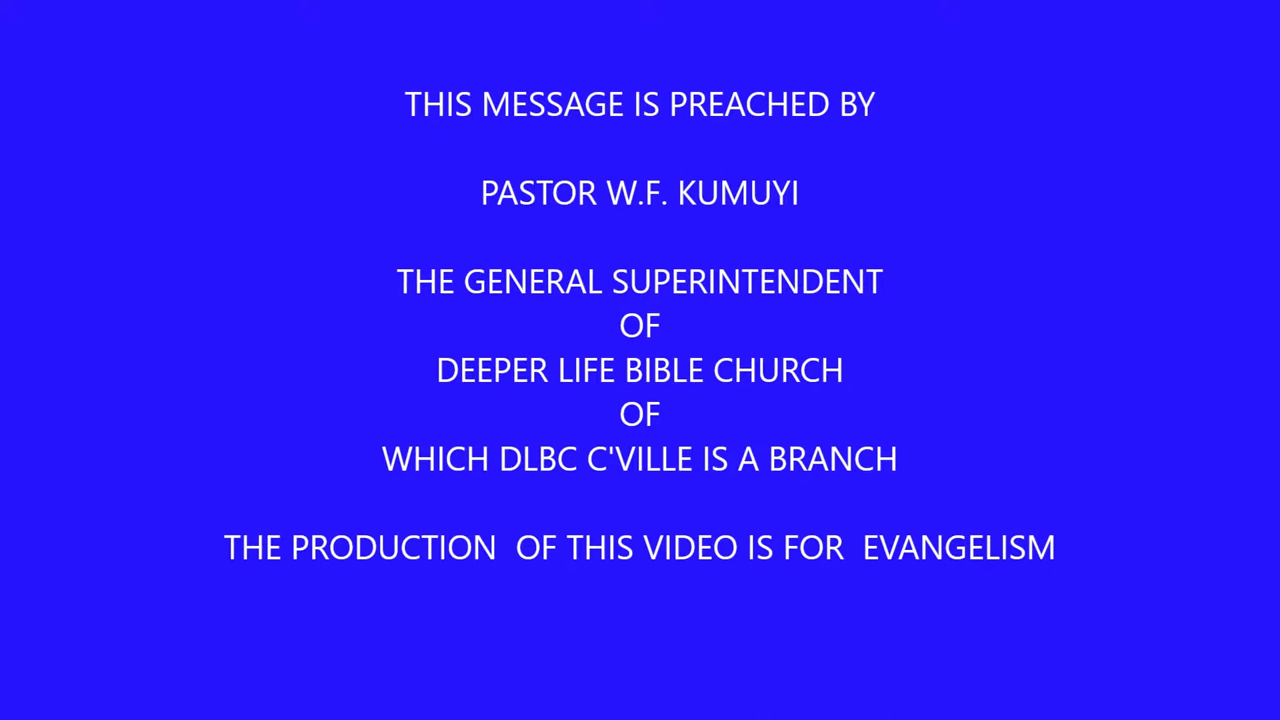 THIS MESSAGE IS PREACHED BY
PASTOR W.F. KUMUYI
THE GENERAL SUPERINTENDENT
OF
DEEPER LIFE BIBLE CHURCH
OF
WHICH DLBC C'VILLE IS A BRANCH
THE PRODUCTION  OF THIS VIDEO IS FOR  EVANGELISM